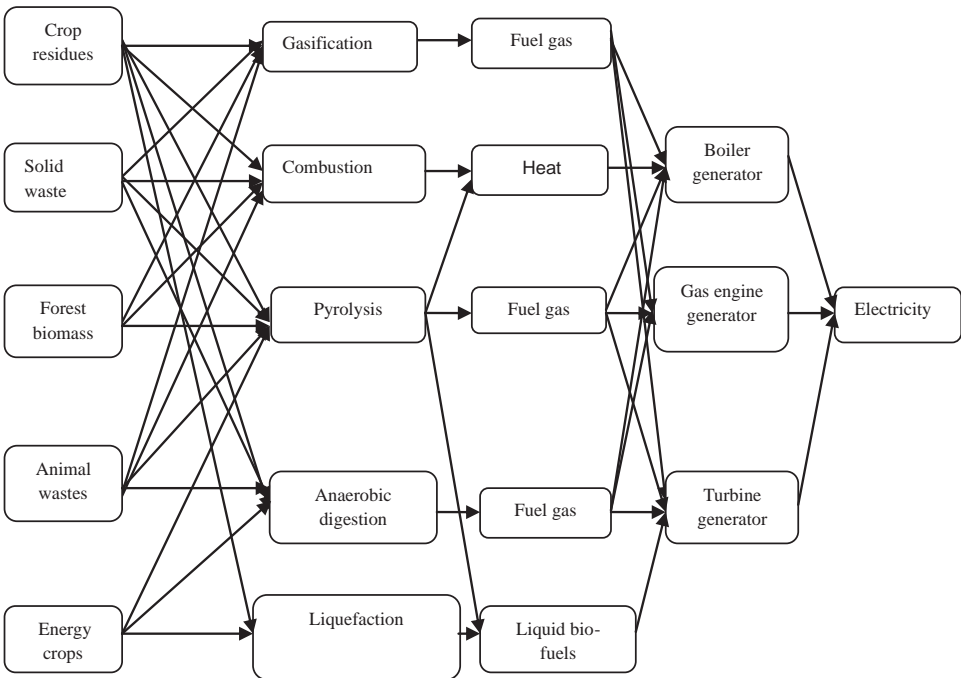 Crop
residues
Gasification
Fuel gas
Solid
waste
Combustion
Heat
Boiler
generator
Forest
biomass
Pyrolysis
Fuel gas
Gas engine
generator
Electricity
Animal
wastes
Anaerobic
digestion
Fuel gas
Turbine
generator
Energy
crops
Liquefaction
Liquid bio-
fuels